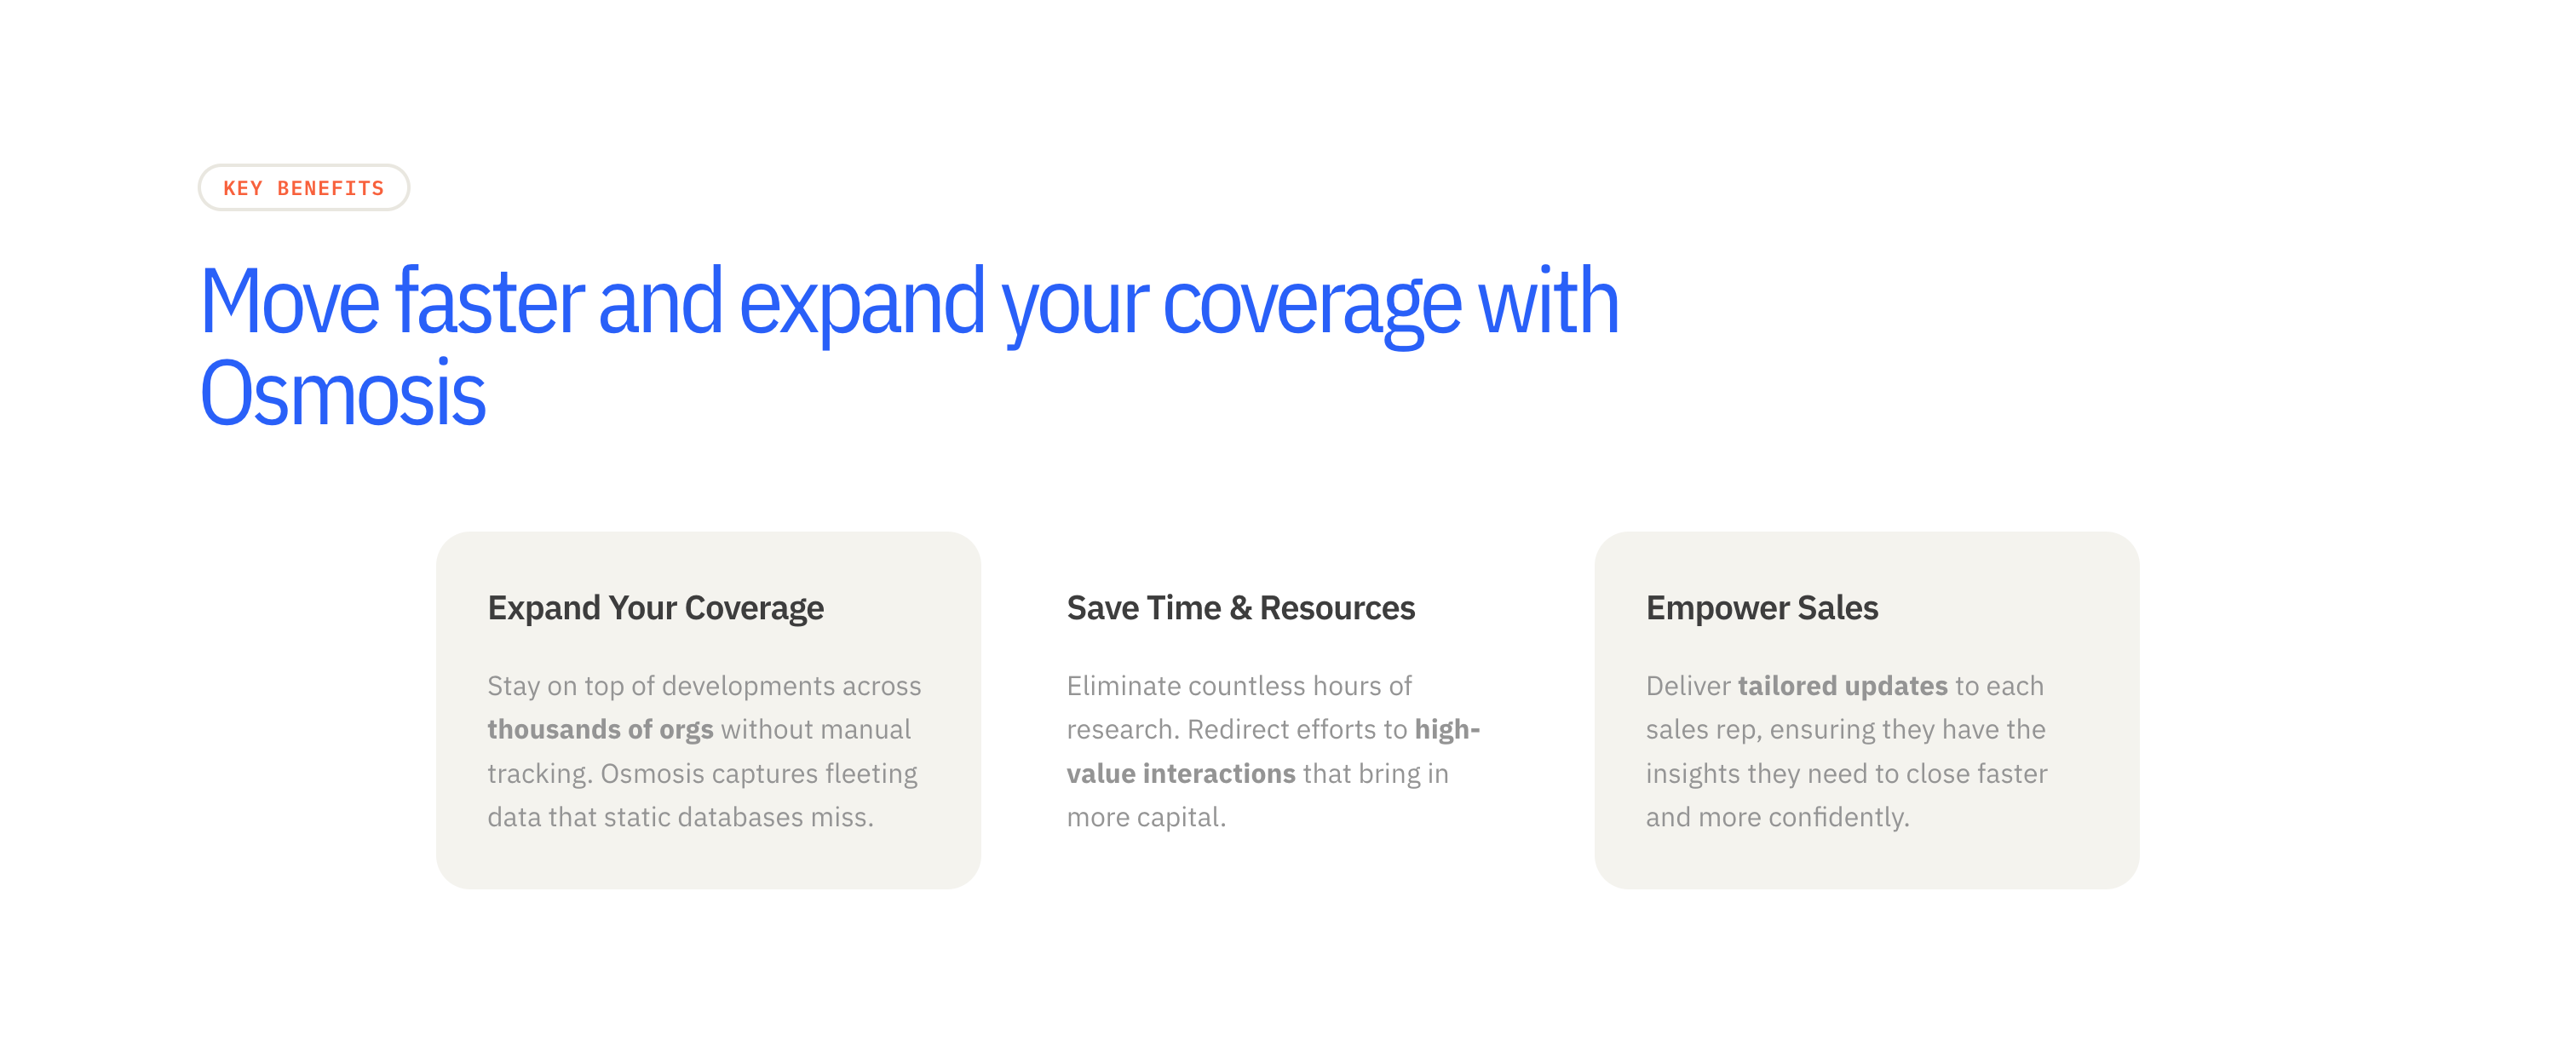 KEY BENEFITS
Move faster and expand your coverage with
Osmosis
Expand Your Coverage
Stay on top of developments across
thousands of orgs without manual
tracking. Osmosis captures fleeting
data that static databases miss.
Save Time & Resources
Eliminate countless hours of
research. Redirect efforts to high-
value interactions that bring in
more capital.
Empower Sales
Deliver tailored updates to each
sales rep, ensuring they have the
insights they need to close faster
and more confidently.